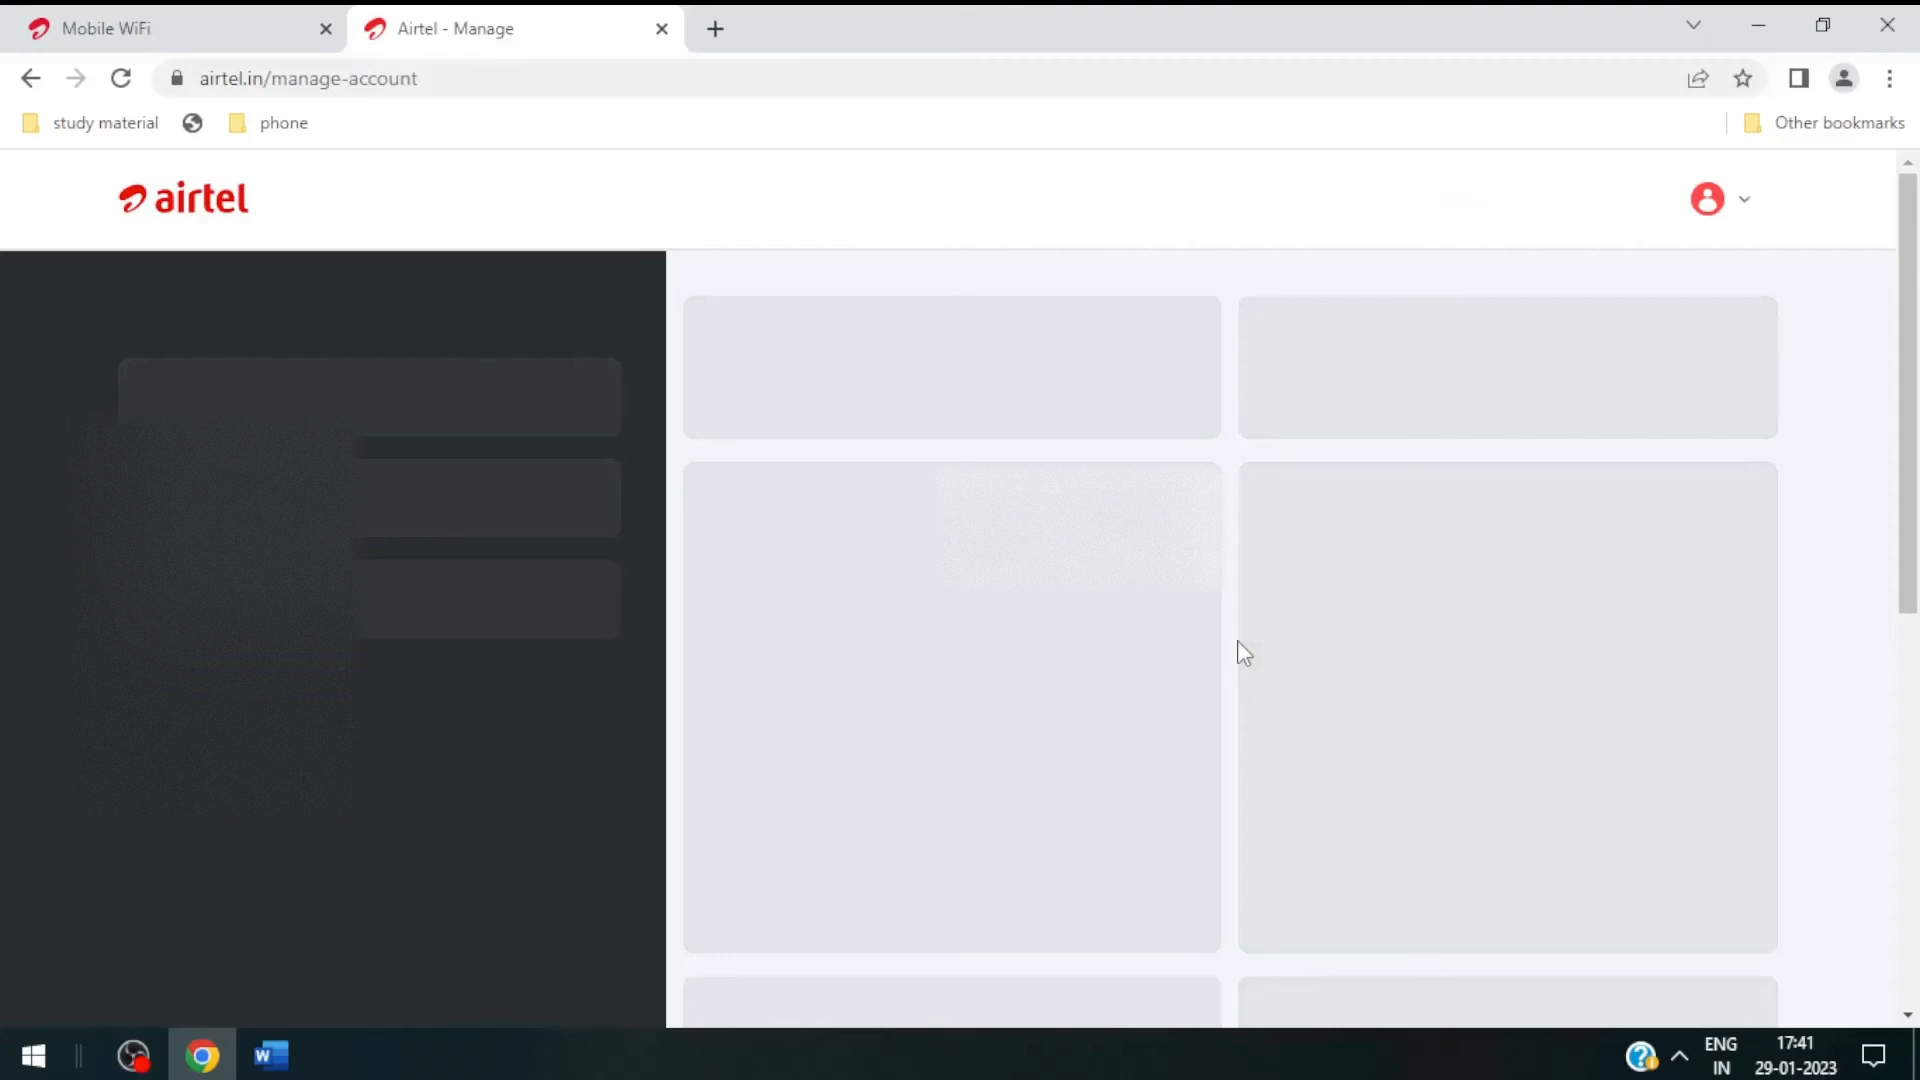 Mobile WiFi
Airtel - Manage
airtel.in/manage-account
study material
phone
Other bookmarks
airtel
ENG
IN
17:41
29-01-2023